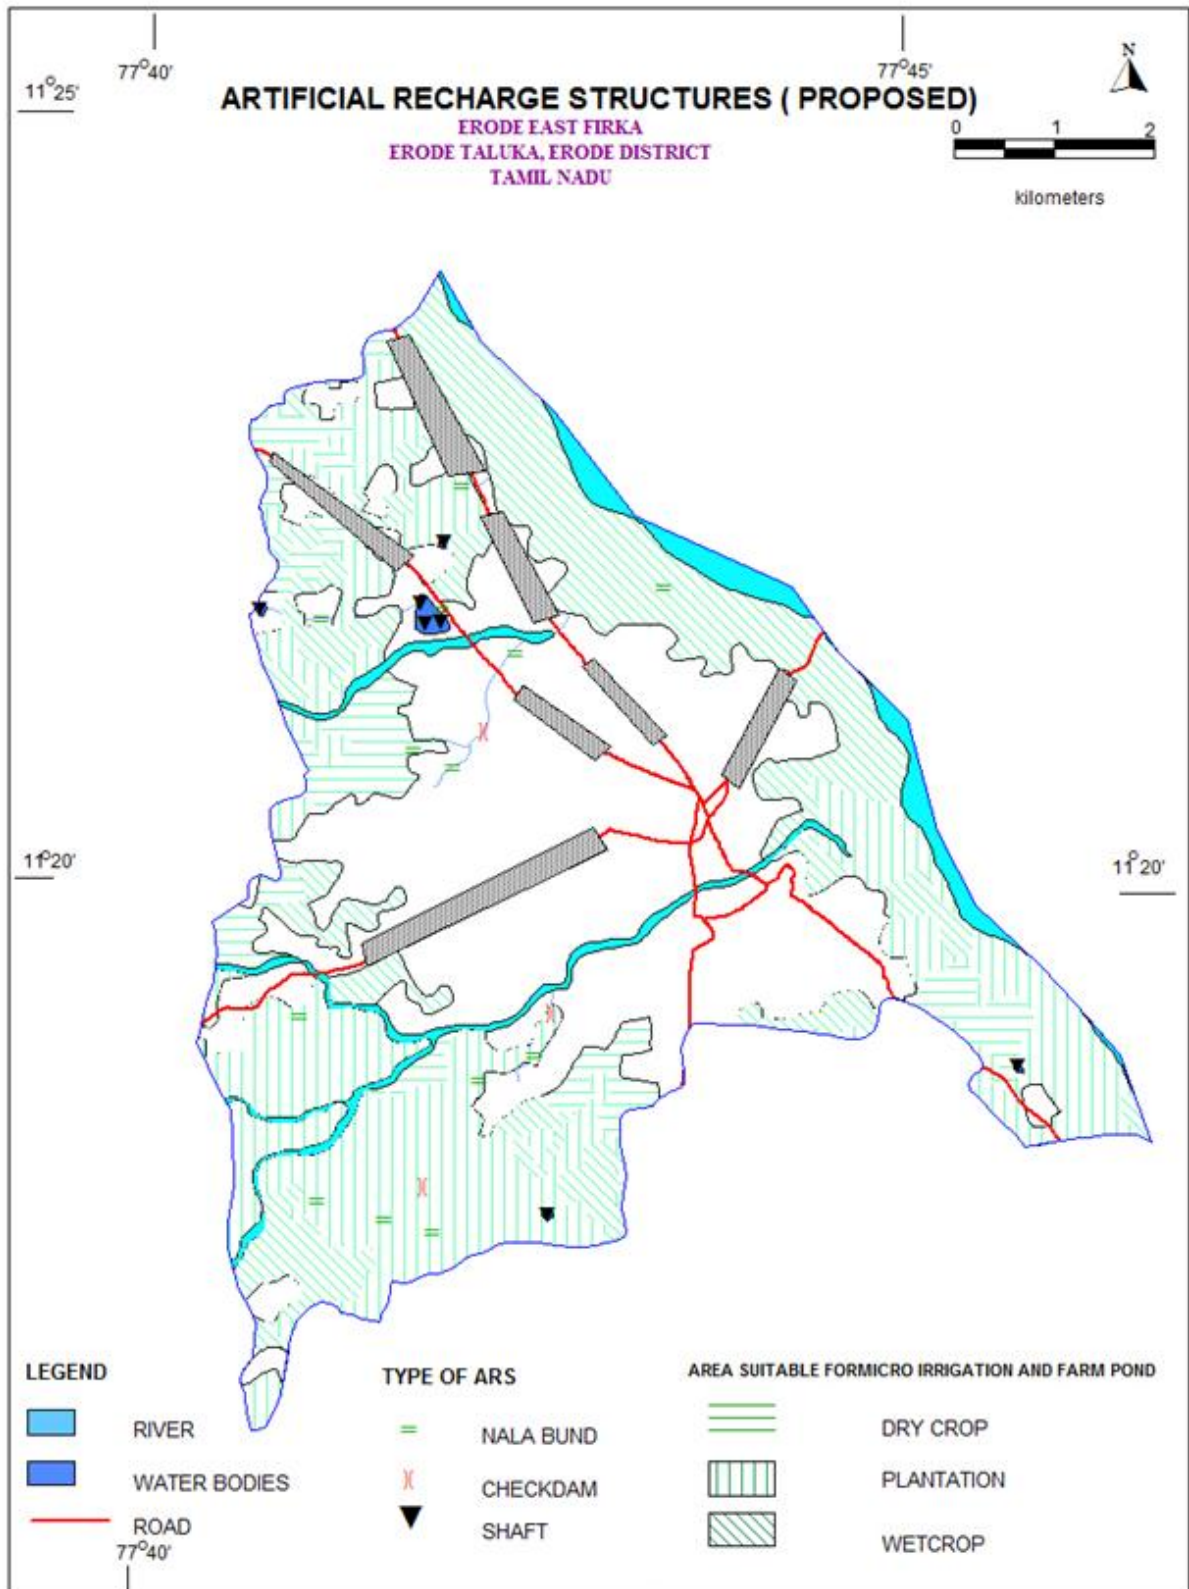 77°40'
77°45'
N
11°25'
ARTIFICIAL RECHARGE STRUCTURES ( PROPOSED)
0 1 2
ERODE EAST FIRKA
ERODE TALUKA, ERODE DISTRICT
TAMIL NADU
kilometers
11°20'
11°20'
LEGEND
RIVER
WATER BODIES
ROAD
TYPE OF ARS
NALA BUND
CHECKDAM
SHAFT
AREA SUITABLE FORMICRO IRRIGATION AND FARM POND
DRY CROP
PLANTATION
WETCROP
77°40'